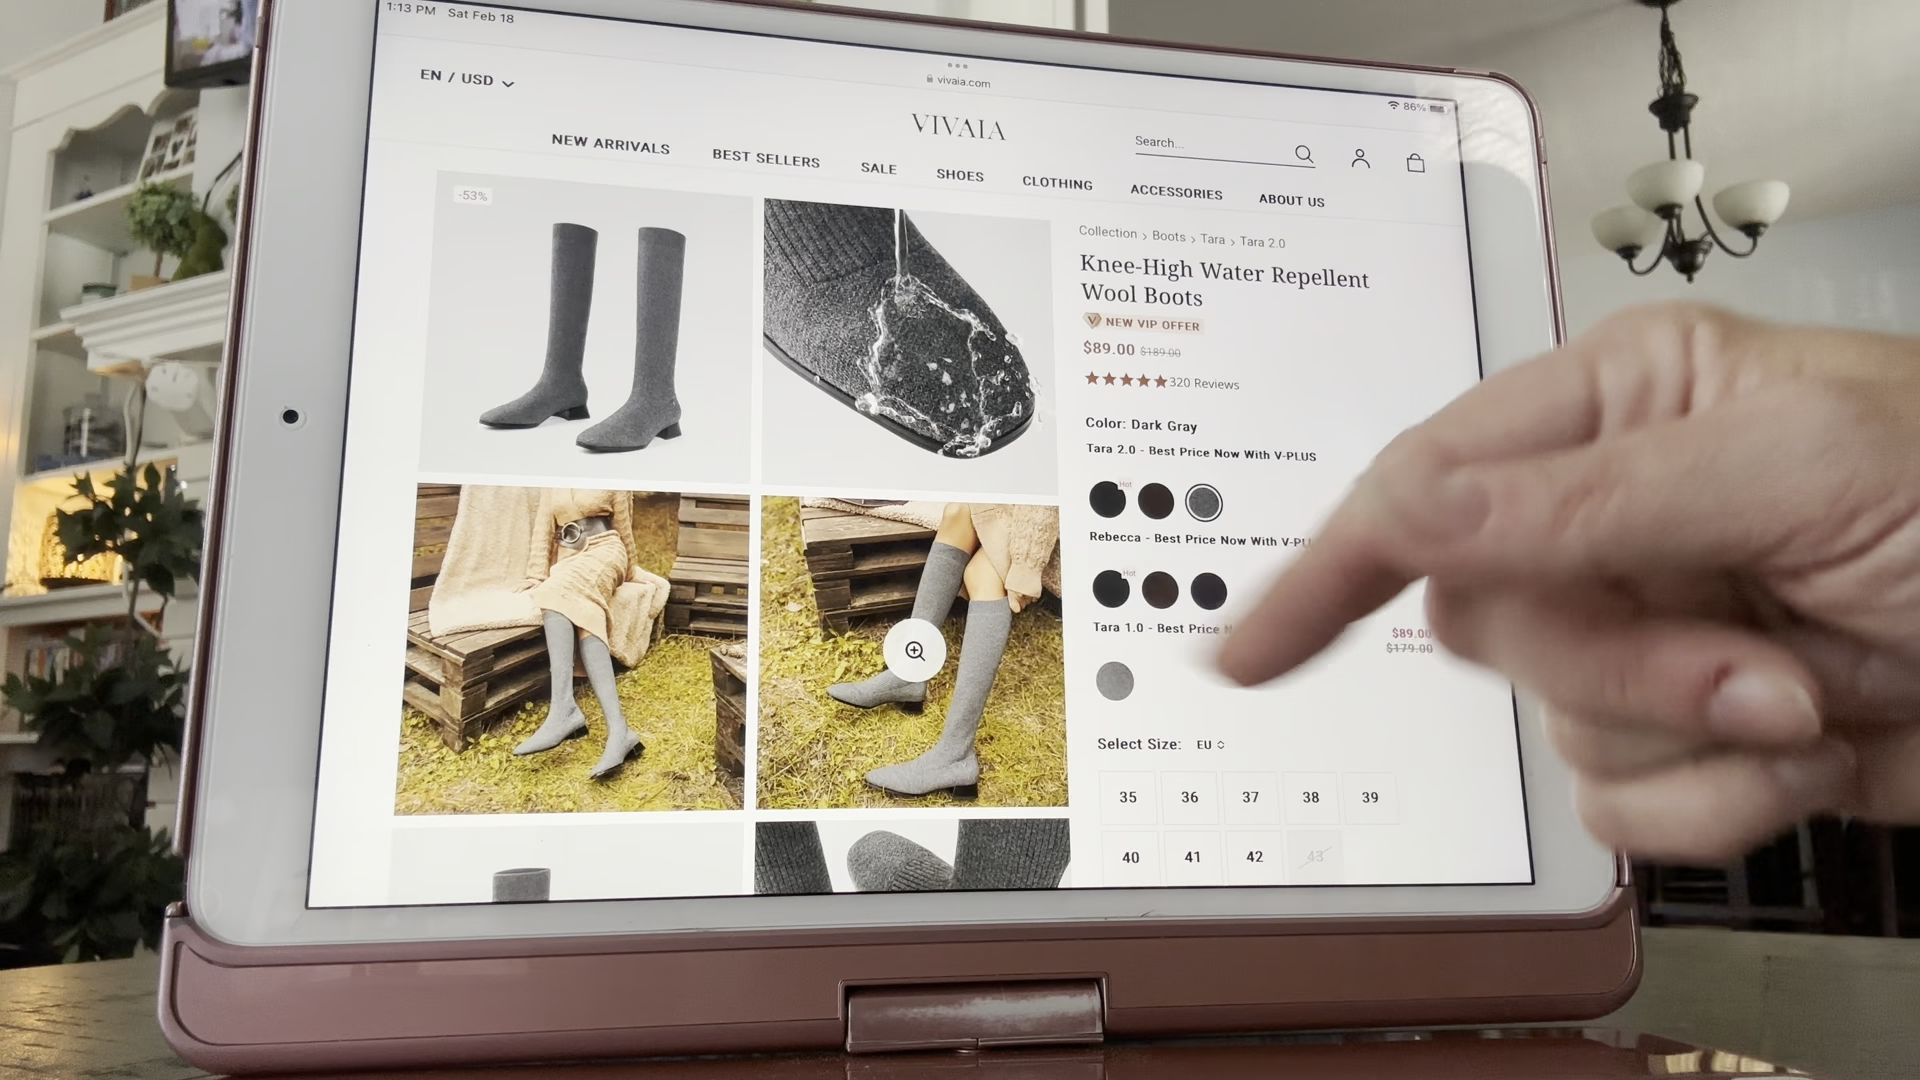 1:13 PM Sat Feb 18
vivaia.com
86%
EN / USD
VIVAIA
Search...
NEW ARRIVALS BEST SELLERS SALE SHOES CLOTHING ACCESSORIES ABOUT US
-53%
Collection > Boots > Tara > Tara 2.0
Knee-High Water Repellent
Wool Boots
NEW VIP OFFER
$89.00 $189.00
320 Reviews
Color: Dark Gray
Tara 2.0 - Best Price Now With V-PLUS
Hot
Rebecca - Best Price Now With
Hot
Tara 1.0 - Best Price
$89.00
$179.00
Select Size: EU
35 36 37 38 39
40 41 42 43